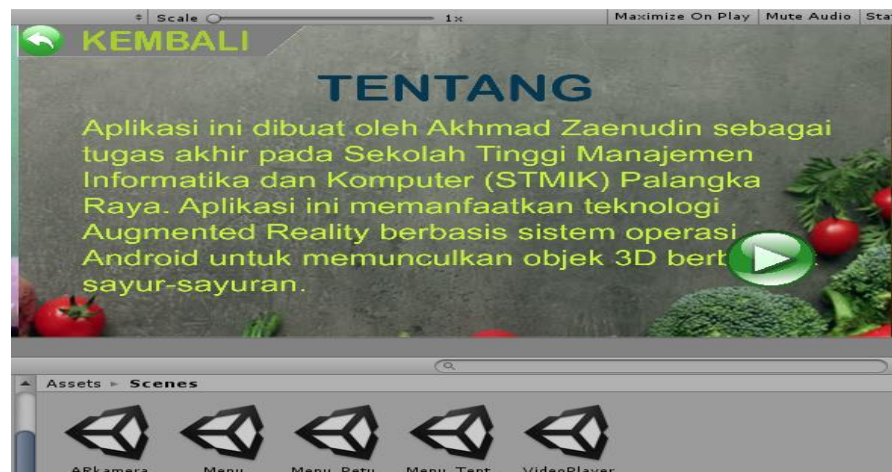 Scale 1x Maximize On Play Mute Audio
KEMBALI
TENTANG
Aplikasi ini dibuat oleh Akhmad Zaenudin sebagai
tugas akhir pada Sekolah Tinggi Manajemen
Informatika dan Komputer (STMIK) Palangka
Raya. Aplikasi ini memanfaatkan teknologi
Augmented Reality berbasis sistem operasi
Android untuk memunculkan objek 3D
sayur-sayuran.
Assets Scenes
ARkamera Menu Menu_Retu... Menu_Tent... VideoPlayer